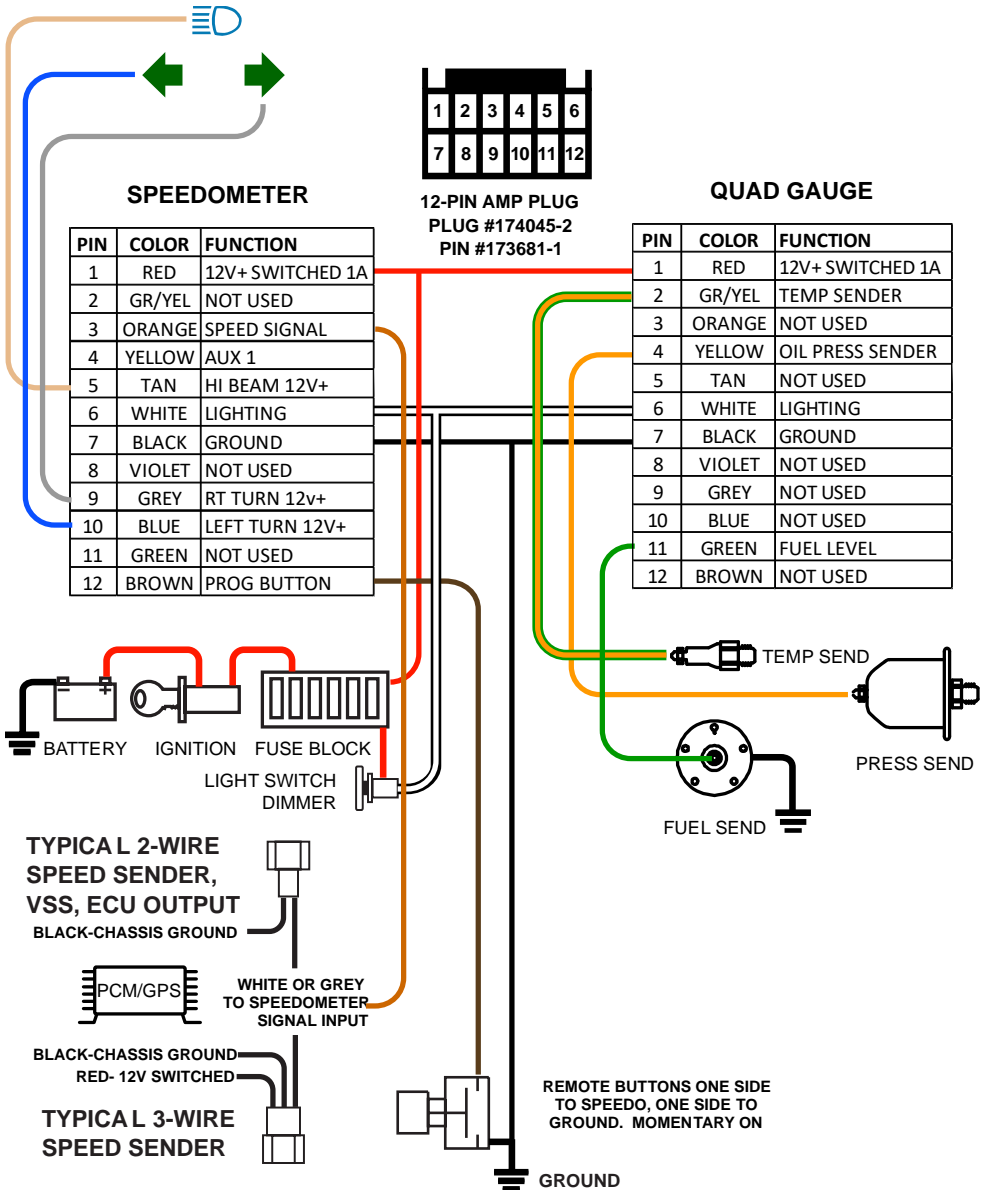 1 2 3 4 5 6
7 8 9 10 11 12
12-PIN AMP PLUG
PLUG #174045-2
PIN #173681-1
SPEEDOMETER
PIN COLOR FUNCTION
1 RED 12V+ SWITCHED 1A
2 GR/YEL NOT USED
3 ORANGE SPEED SIGNAL
4 YELLOW AUX 1
5 TAN HI BEAM 12V+
6 WHITE LIGHTING
7 BLACK GROUND
8 VIOLET NOT USED
9 GREY RT TURN 12v+
10 BLUE LEFT TURN 12V+
11 GREEN NOT USED
12 BROWN PROG BUTTON
QUAD GAUGE
PIN COLOR FUNCTION
1 RED 12V+ SWITCHED 1A
2 GR/YEL TEMP SENDER
3 ORANGE NOT USED
4 YELLOW OIL PRESS SENDER
5 TAN NOT USED
6 WHITE LIGHTING
7 BLACK GROUND
8 VIOLET NOT USED
9 GREY NOT USED
10 BLUE NOT USED
11 GREEN FUEL LEVEL
12 BROWN NOT USED
TEMP SEND
PRESS SEND
FUEL SEND
- +
BATTERY
IGNITION
FUSE BLOCK
LIGHT SWITCH
DIMMER
TYPICAL 2-WIRE
SPEED SENDER,
VSS, ECU OUTPUT
BLACK-CHASSIS GROUND
PCM/GPS
WHITE OR GREY
TO SPEEDOMETER
SIGNAL INPUT
BLACK-CHASSIS GROUND
RED- 12V SWITCHED
TYPICAL 3-WIRE
SPEED SENDER
REMOTE BUTTONS ONE SIDE
TO SPEEDO, ONE SIDE TO
GROUND. MOMENTARY ON
GROUND